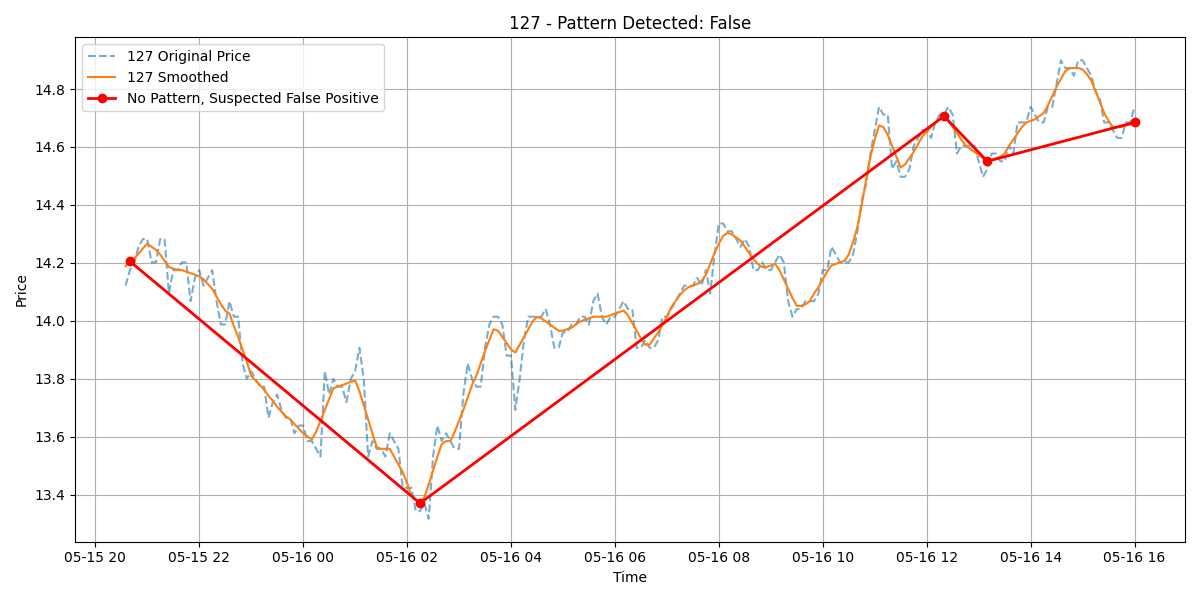 127 - Pattern Detected: False
127 Original Price
127 Smoothed
No Pattern, Suspected False Positive
Price
14.8
14.6
14.4
14.2
14.0
13.8
13.6
13.4
05-15 20 05-15 22 05-16 00 05-16 02 05-16 04 05-16 06 05-16 08 05-16 10 05-16 12 05-16 14 05-16 16
Time